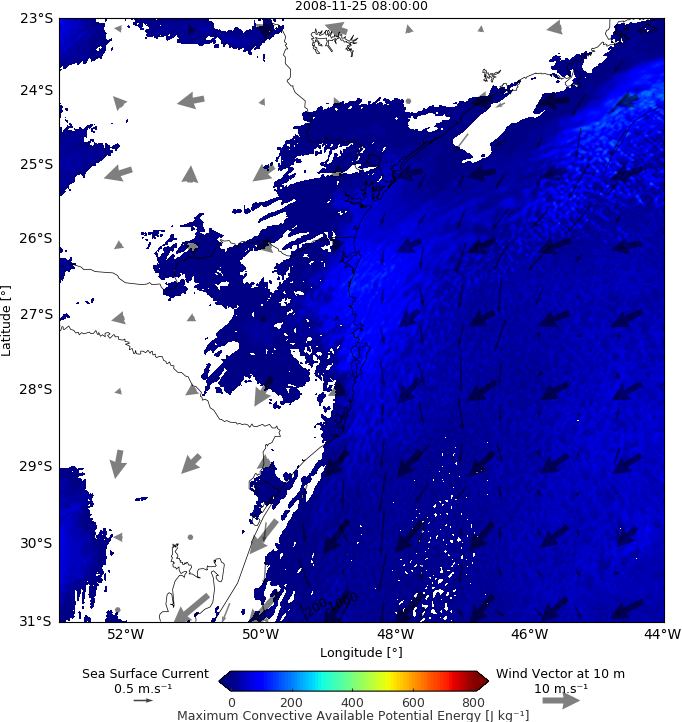 2008-11-25 08:00:00
23°S
24°S
25°S
26°S
27°S
28°S
29°S
30°S
31°S
Latitude [°]
52°W 50°W 48°W 46°W 44°W
Longitude [°]
Sea Surface Current
0.5 m.s⁻¹
Wind Vector at 10 m
10 m.s⁻¹
0 200 400 600 800
Maximum Convective Available Potential Energy [J kg⁻¹]